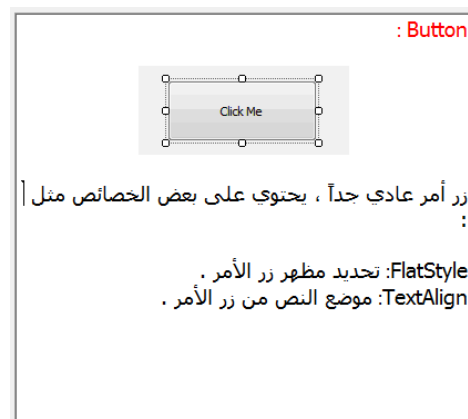 Button :
Click Me
زر أمر عادي جداً ، يحتوي على بعض الخصائص مثل
:
FlatStyle: تحديد مظهر زر الأمر .
TextAlign: موضع النص من زر الأمر .